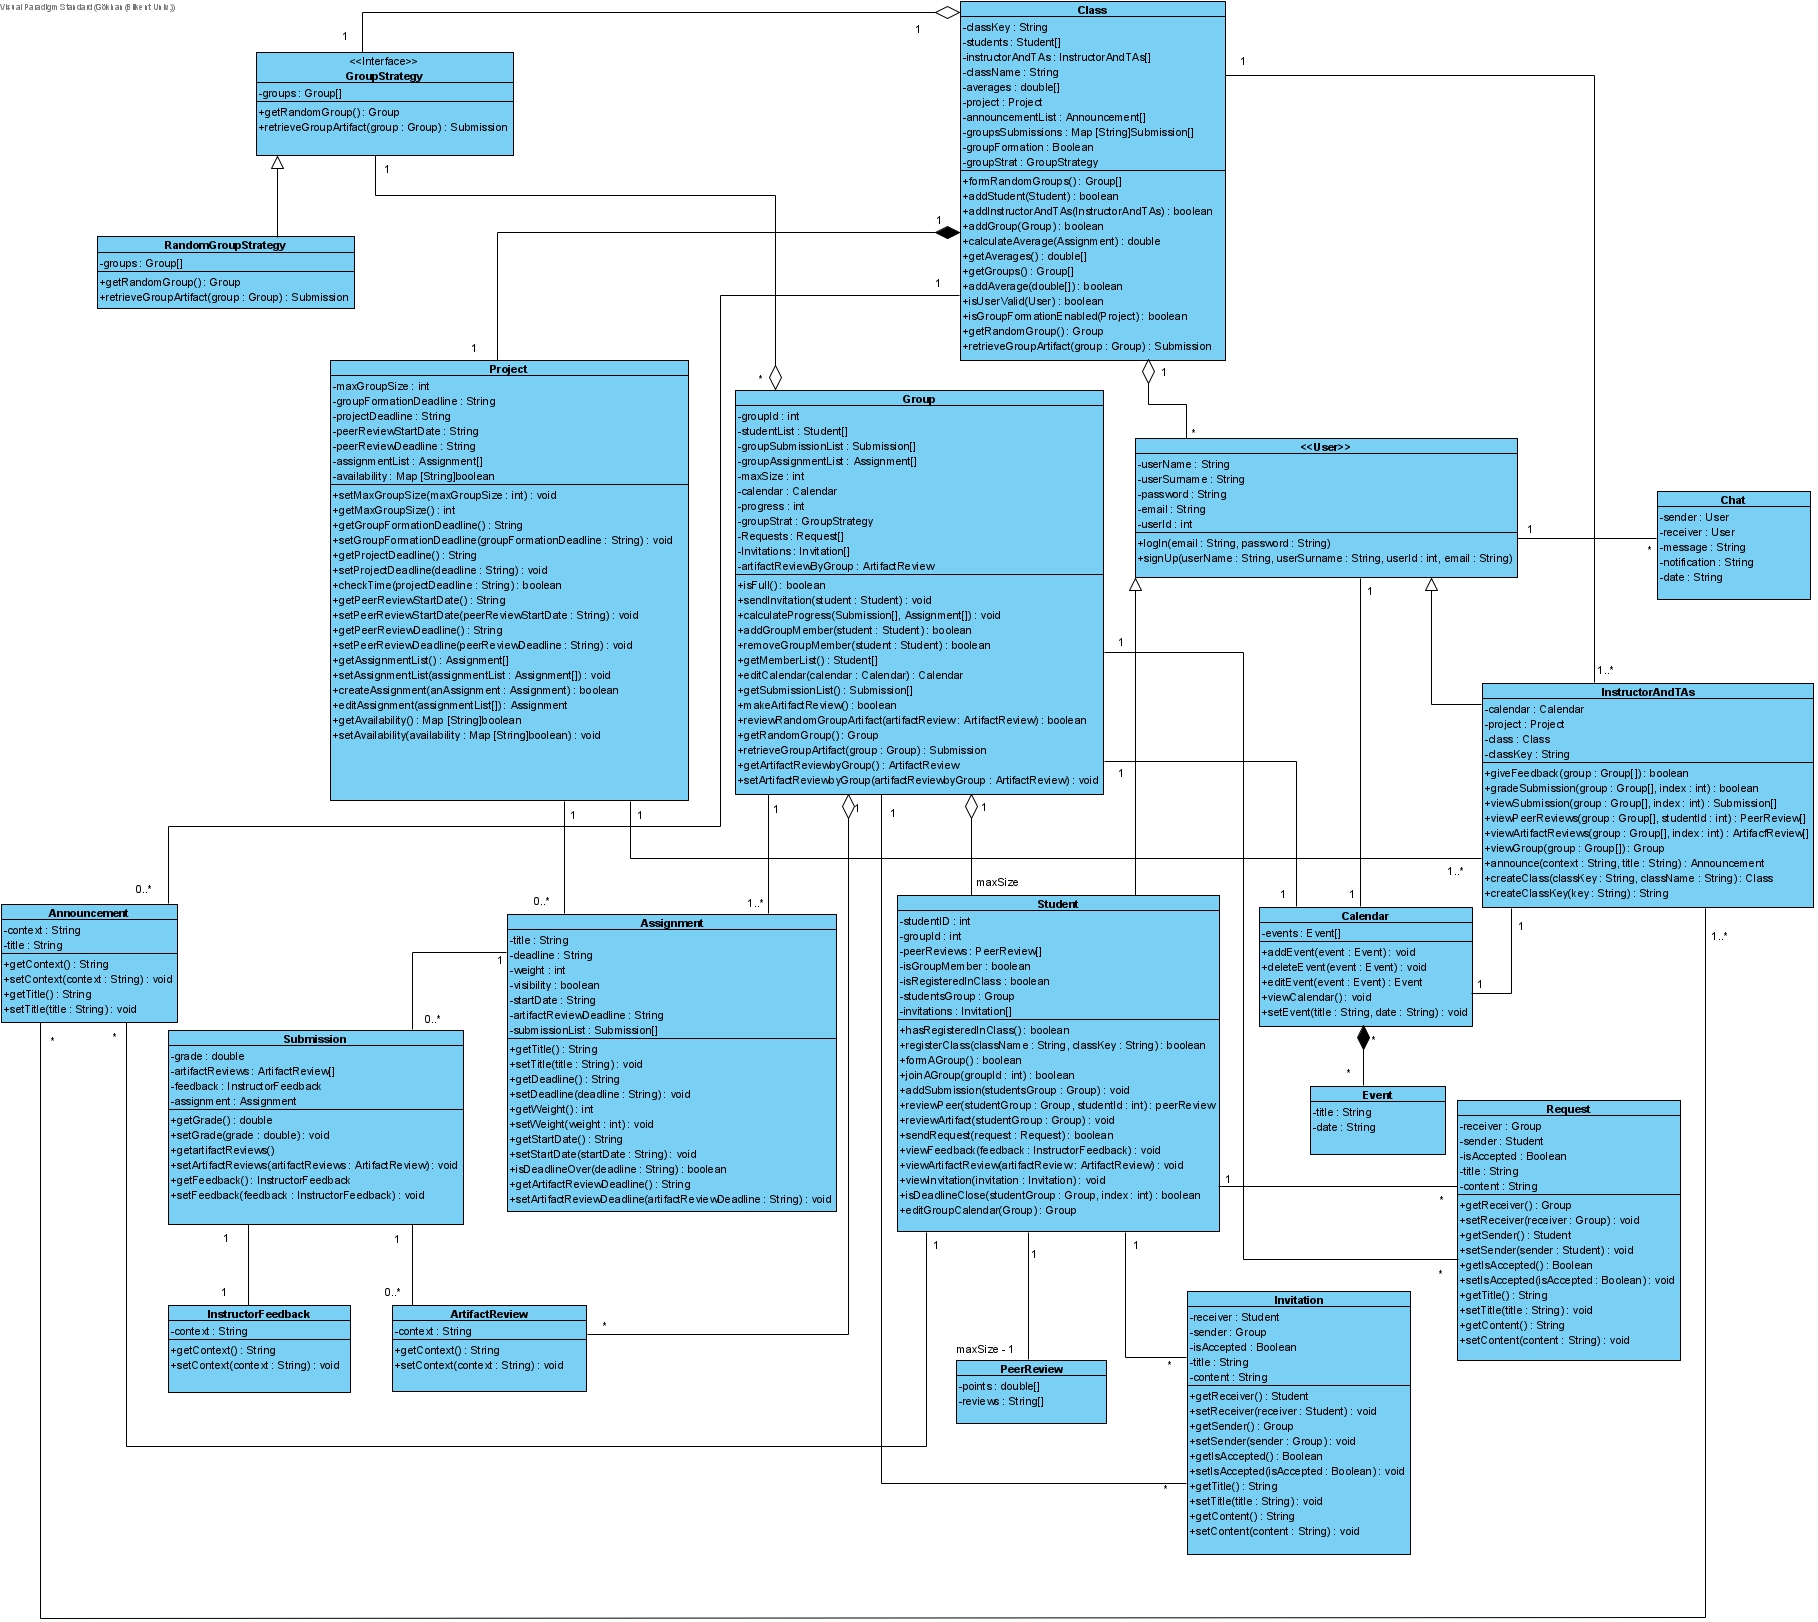 Visual Paradigm Standard(Gökhan(Bilkent Univ.))
Class
-classKey : String
-students : Student[]
-instructorAndTAs : InstructorAndTAs[]
-className : String
-averages : double[]
-project : Project
-announcementList : Announcement[]
-groupsSubmissions : Map [String]Submission[]
-groupFormation : Boolean
-groupStrat : GroupStrategy
+formRandomGroups() : Group[]
+addStudent(Student) : boolean
+addInstructorAndTAs(InstructorAndTAs) : boolean
+addGroup(Group) : boolean
+calculateAverage(Assignment) : double
+getAverages() : double[]
+getGroups() : Group[]
+addAverage(double[]) : boolean
+isUserValid(User) : boolean
+isGroupFormationEnabled(Project) : boolean
+getRandomGroup() : Group
+retrieveGroupArtifact(group : Group) : Submission
1
1
1
1
1
1
<<Interface>>
GroupStrategy
-groups : Group[]
+getRandomGroup() : Group
+retrieveGroupArtifact(group : Group) : Submission
1
RandomGroupStrategy
-groups : Group[]
+getRandomGroup() : Group
+retrieveGroupArtifact(group : Group) : Submission
1
Project
-maxGroupSize : int
-groupFormationDeadline : String
-projectDeadline : String
-peerReviewStartDate : String
-peerReviewDeadline : String
-assignmentList : Assignment[]
-availability : Map [String]boolean
+setMaxGroupSize(maxGroupSize : int) : void
+getMaxGroupSize() : int
+getGroupFormationDeadline() : String
+setGroupFormationDeadline(groupFormationDeadline : String) : void
+getProjectDeadline() : String
+setProjectDeadline(deadline : String) : void
+checkTime(projectDeadline : String) : boolean
+getPeerReviewStartDate() : String
+setPeerReviewStartDate(peerReviewStartDate : String) : void
+getPeerReviewDeadline() : String
+setPeerReviewDeadline(peerReviewDeadline : String) : void
+getAssignmentList() : Assignment[]
+setAssignmentList(assignmentList : Assignment[]) : void
+createAssignment(anAssignment : Assignment) : boolean
+editAssignment(assignmentList[]) : Assignment
+getAvailability() : Map [String]boolean
+setAvailability(availability : Map [String]boolean) : void
1
1
*
Group
-groupId : int
-studentList : Student[]
-groupSubmissionList : Submission[]
-groupAssignmentList : Assignment[]
-maxSize : int
-calendar : Calendar
-progress : int
-groupStrat : GroupStrategy
-Requests : Request[]
-Invitations : Invitation[]
-artifactReviewByGroup : ArtifactReview
+isFull() : boolean
+sendInvitation(student : Student) : void
+calculateProgress(Submission[], Assignment[]) : void
+addGroupMember(student : Student) : boolean
+removeGroupMember(student : Student) : boolean
+getMemberList() : Student[]
+editCalendar(calendar : Calendar) : Calendar
+getSubmissionList() : Submission[]
+makeArtifactReview() : boolean
+reviewRandomGroupArtifact(artifactReview : ArtifactReview) : boolean
+getRandomGroup() : Group
+retrieveGroupArtifact(group : Group) : Submission
+getArtifactReviewbyGroup() : ArtifactReview
+setArtifactReviewbyGroup(artifactReviewbyGroup : ArtifactReview) : void
1
1
1
1
1
1
*
<<User>>
-userName : String
-userSurname : String
-password : String
-email : String
-userId : int
+logIn(email : String, password : String)
+signUp(userName : String, userSurname : String, userId : int, email : String)
1
1
*
Chat
-sender : User
-receiver : User
-message : String
-notification : String
-date : String
1..*
InstructorAndTAs
-calendar : Calendar
-project : Project
-class : Class
-classKey : String
+giveFeedback(group : Group[]) : boolean
+gradeSubmission(group : Group[], index : int) : boolean
+viewSubmission(group : Group[], index : int) : Submission[]
+viewPeerReviews(group : Group[], studentId : int) : PeerReview[]
+viewArtifactReviews(group : Group[], index : int) : ArtifacfReview[]
+viewGroup(group : Group[]) : Group
+announce(context : String, title : String) : Announcement
+createClass(classKey : String, className : String) : Class
+createClassKey(key : String) : String
1..*
1
1..*
0..*
Announcement
-context : String
-title : String
+getContext() : String
+setContext(context : String) : void
+getTitle() : String
+setTitle(title : String) : void
*
*
0..*
1..*
Assignment
-title : String
-deadline : String
-weight : int
-visibility : boolean
-startDate : String
-artifactReviewDeadline : String
-submissionList : Submission[]
+getTitle() : String
+setTitle(title : String) : void
+getDeadline() : String
+setDeadline(deadline : String) : void
+getWeight() : int
+setWeight(weight : int) : void
+getStartDate() : String
+setStartDate(startDate : String) : void
+isDeadlineOver(deadline : String) : boolean
+getArtifactReviewDeadline() : String
+setArtifactReviewDeadline(artifactReviewDeadline : String) : void
1
0..*
Submission
-grade : double
-artifactReviews : ArtifactReview[]
-feedback : InstructorFeedback
-assignment : Assignment
+getGrade() : double
+setGrade(grade : double) : void
+getartifactReviews()
+setArtifactReviews(artifactReviews : ArtifactReview) : void
+getFeedback() : InstructorFeedback
+setFeedback(feedback : InstructorFeedback) : void
1
1
1
InstructorFeedback
-context : String
+getContext() : String
+setContext(context : String) : void
0..*
ArtifactReview
-context : String
+getContext() : String
+setContext(context : String) : void
*
maxSize
Student
-studentID : int
-groupId : int
-peerReviews : PeerReview[]
-isGroupMember : boolean
-isRegisteredInClass : boolean
-studentsGroup : Group
-invitations : Invitation[]
+hasRegisteredInClass() : boolean
+registerClass(className : String, classKey : String) : boolean
+formAGroup() : boolean
+joinAGroup(groupId : int) : boolean
+addSubmission(studentsGroup : Group) : void
+reviewPeer(studentGroup : Group, studentId : int) : peerReview
+reviewArtifact(studentGroup : Group) : void
+sendRequest(request : Request) : boolean
+viewFeedback(feedback : InstructorFeedback) : void
+viewArtifactReview(artifactReview : ArtifactReview) : void
+viewInvitation(invitation : Invitation) : void
+isDeadlineClose(studentGroup : Group, index : int) : boolean
+editGroupCalendar(Group) : Group
1
1
1
1
maxSize - 1
PeerReview
-points : double[]
-reviews : String[]
1
1
1
Calendar
-events : Event[]
+addEvent(event : Event) : void
+deleteEvent(event : Event) : void
+editEvent(event : Event) : Event
+viewCalendar() : void
+setEvent(title : String, date : String) : void
*
*
Event
-title : String
-date : String
Request
-receiver : Group
-sender : Student
-isAccepted : Boolean
-title : String
-content : String
+getReceiver() : Group
+setReceiver(receiver : Group) : void
+getSender() : Student
+setSender(sender : Student) : void
+getIsAccepted() : Boolean
+setIsAccepted(isAccepted : Boolean) : void
+getTitle() : String
+setTitle(title : String) : void
+getContent() : String
+setContent(content : String) : void
*
*
Invitation
-receiver : Student
-sender : Group
-isAccepted : Boolean
-title : String
-content : String
+getReceiver() : Student
+setReceiver(receiver : Student) : void
+getSender() : Group
+setSender(sender : Group) : void
+getIsAccepted() : Boolean
+setIsAccepted(isAccepted : Boolean) : void
+getTitle() : String
+setTitle(title : String) : void
+getContent() : String
+setContent(content : String) : void
*
*